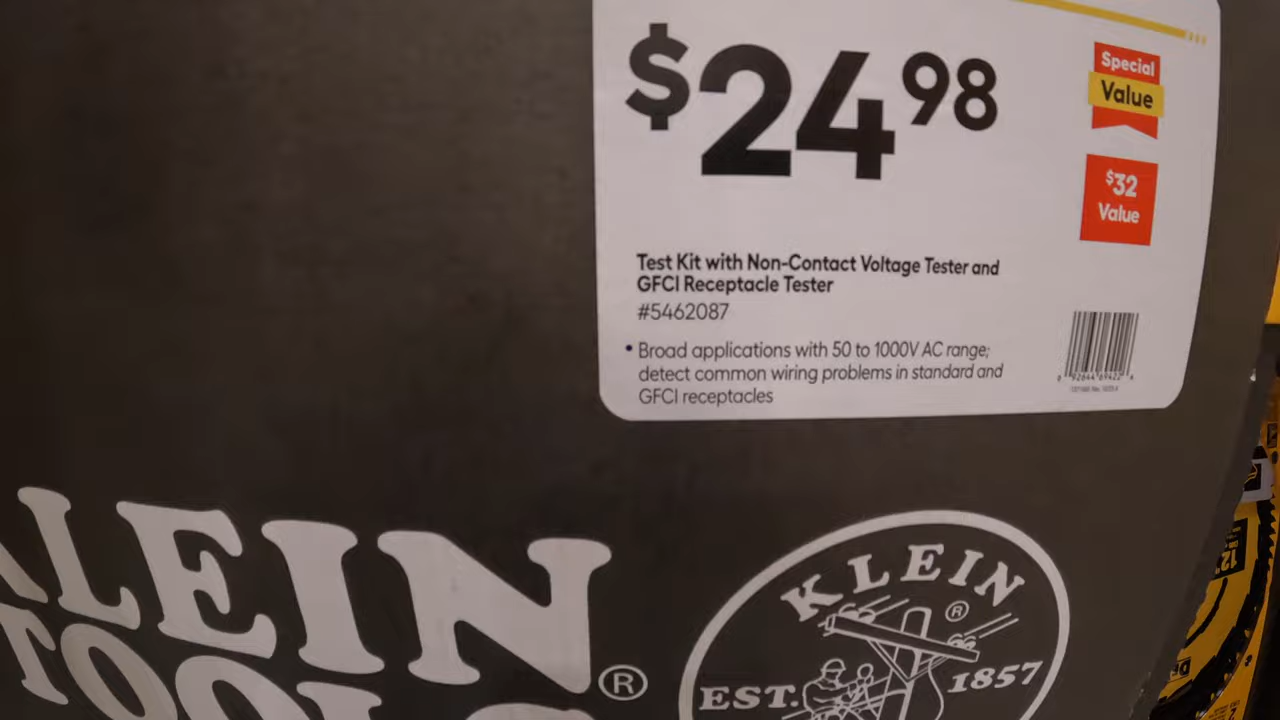 $24 98
Special
Value
$32
Value
Test Kit with Non-Contact Voltage Tester and
GFCI Receptacle Tester
#5462087
• Broad applications with 50 to 1000V AC range;
detect common wiring problems in standard and
GFCI receptacles
KLEIN
TOOLS
®
KLEIN
®
EST. 1857